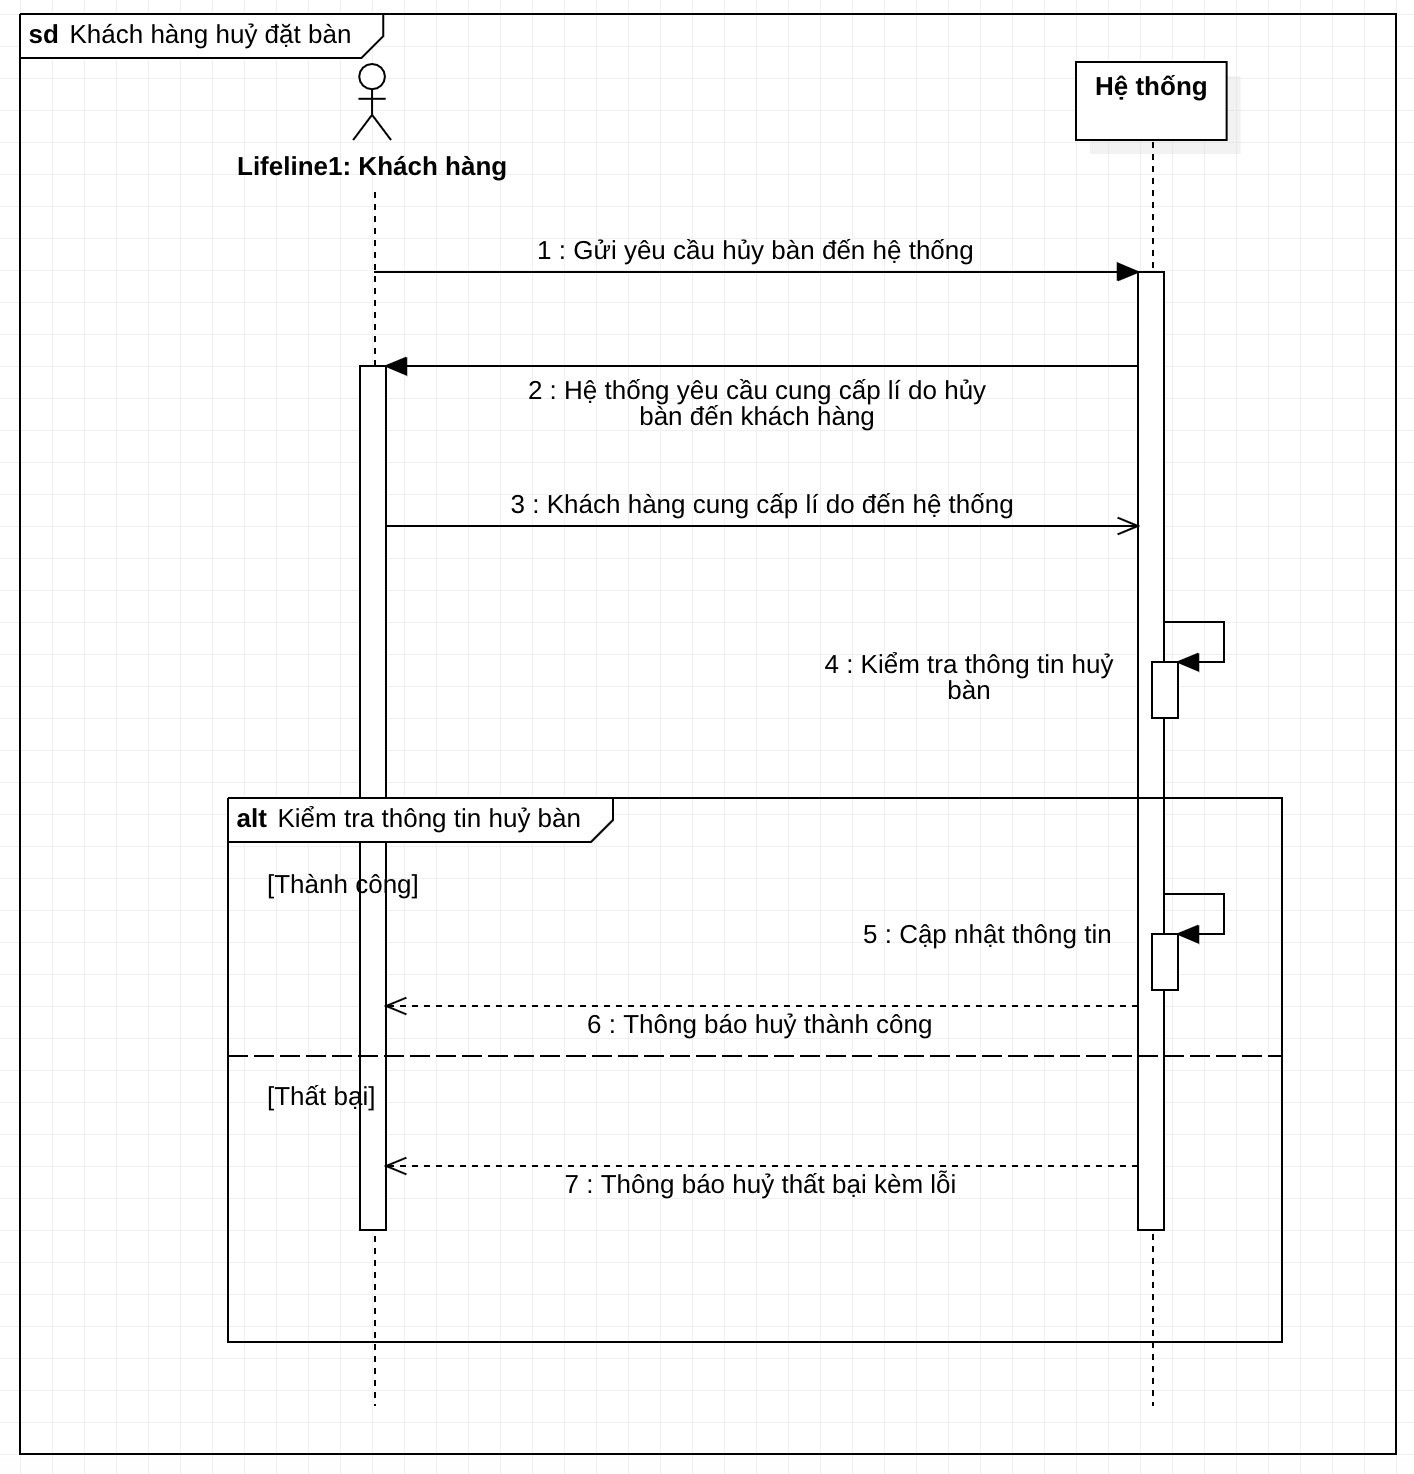 sd Khách hàng huỷ đặt bàn
Hệ thống
Lifeline1: Khách hàng
1 : Gửi yêu cầu hủy bàn đến hệ thống
2 : Hệ thống yêu cầu cung cấp lí do hủy
bàn đến khách hàng
3 : Khách hàng cung cấp lí do đến hệ thống
4 : Kiểm tra thông tin huỷ
bàn
alt Kiểm tra thông tin huỷ bàn
[Thành công]
5 : Cập nhật thông tin
6 : Thông báo huỷ thành công
[Thất bại]
7 : Thông báo huỷ thất bại kèm lỗi